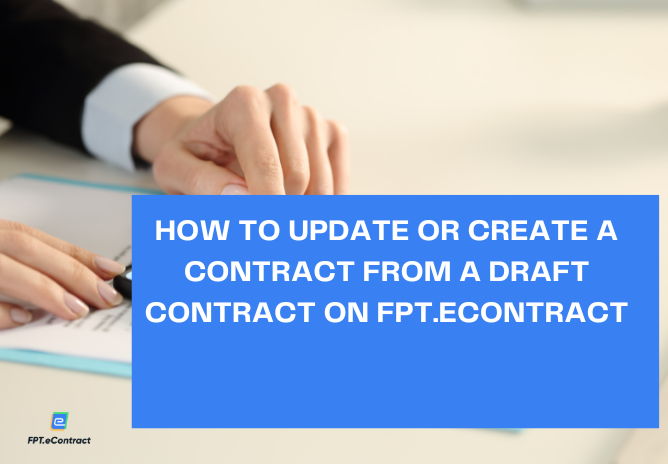 HOW TO UPDATE OR CREATE A
CONTRACT FROM A DRAFT
CONTRACT ON FPT.ECONTRACT
FPT.eContract